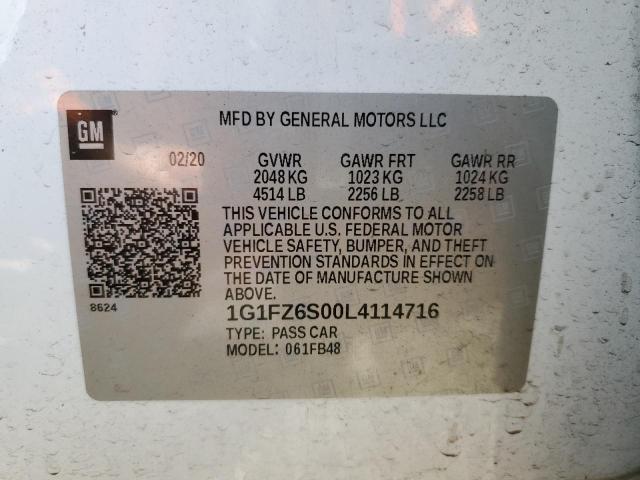 GM
MFD BY GENERAL MOTORS LLC
02/20 GVWR GAWR FRT GAWR RR
2048 KG 1023 KG 1024 KG
4514 LB 2256 LB 2258 LB
THIS VEHICLE CONFORMS TO ALL
APPLICABLE U.S. FEDERAL MOTOR
VEHICLE SAFETY, BUMPER, AND THEFT
PREVENTION STANDARDS IN EFFECT ON
THE DATE OF MANUFACTURE SHOWN
ABOVE.
8624
1G1FZ6S00L4114716
TYPE: PASS CAR
MODEL: 061FB48